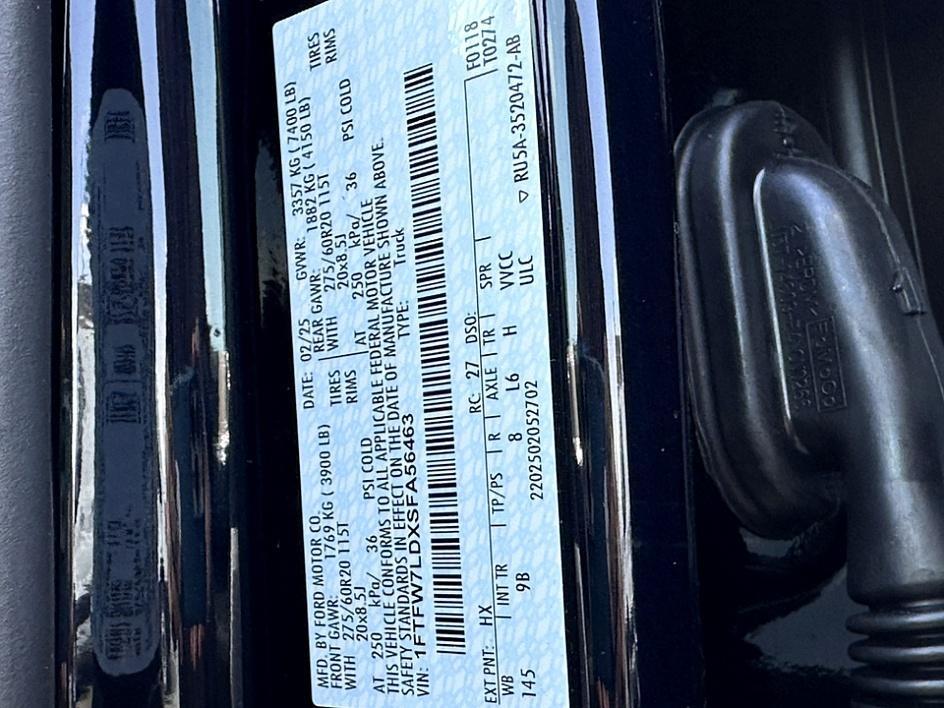 MFD. BY FORD MOTOR CO. DATE: 02/25 GVWR: 3357 KG ( 7400 LB)
FRONT GAWR: 1769 KG ( 3900 LB) REAR GAWR: 1882 KG ( 4150 LB)
WITH 275/60R20 115T TIRES WITH 275/60R20 115T TIRES
20x8.5J RIMS 20x8.5J RIMS
AT 250 kPa/ 36 PSI COLD AT 250 kPa/ 36 PSI COLD
THIS VEHICLE CONFORMS TO ALL APPLICABLE FEDERAL MOTOR VEHICLE
SAFETY STANDARDS IN EFFECT ON THE DATE OF MANUFACTURE SHOWN ABOVE.
VIN: 1FTFW7LDXSFA56463 TYPE: Truck
F0118
T0274
EXT PNT: HX RC 27 DSO:
WB INT TR TP/PS R AXLE TR SPR
145 9B 8 L6 H VVCC
ULC
2202502052702 ▽ RU5A-3520472-AB